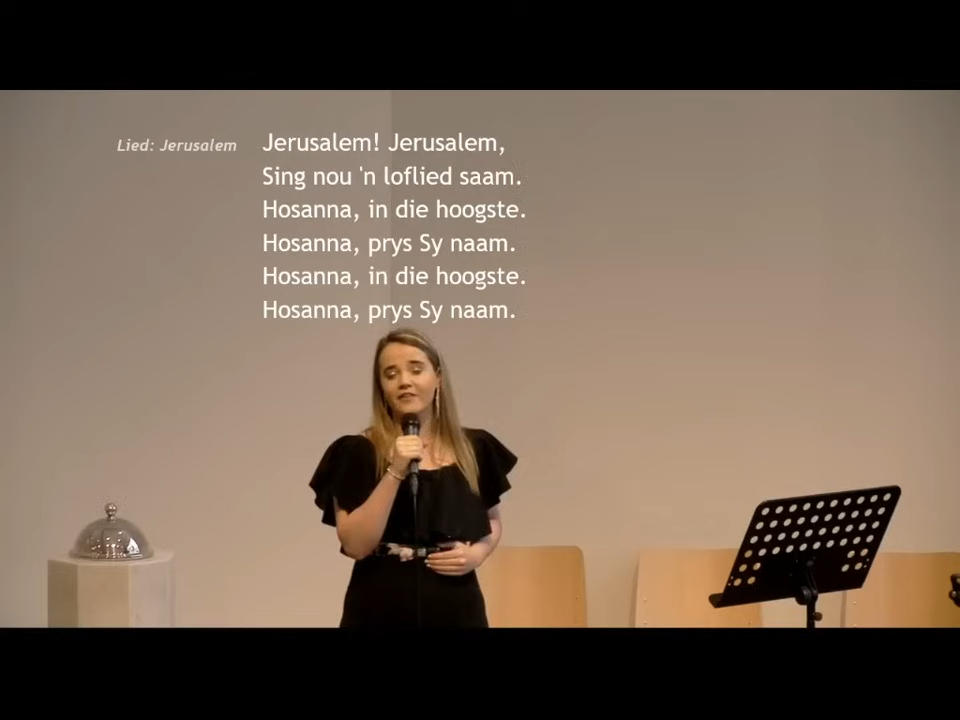 Lied: Jerusalem
Jerusalem! Jerusalem,
Sing nou 'n loflied saam.
Hosanna, in die hoogste.
Hosanna, prys Sy naam.
Hosanna, in die hoogste.
Hosanna, prys Sy naam.